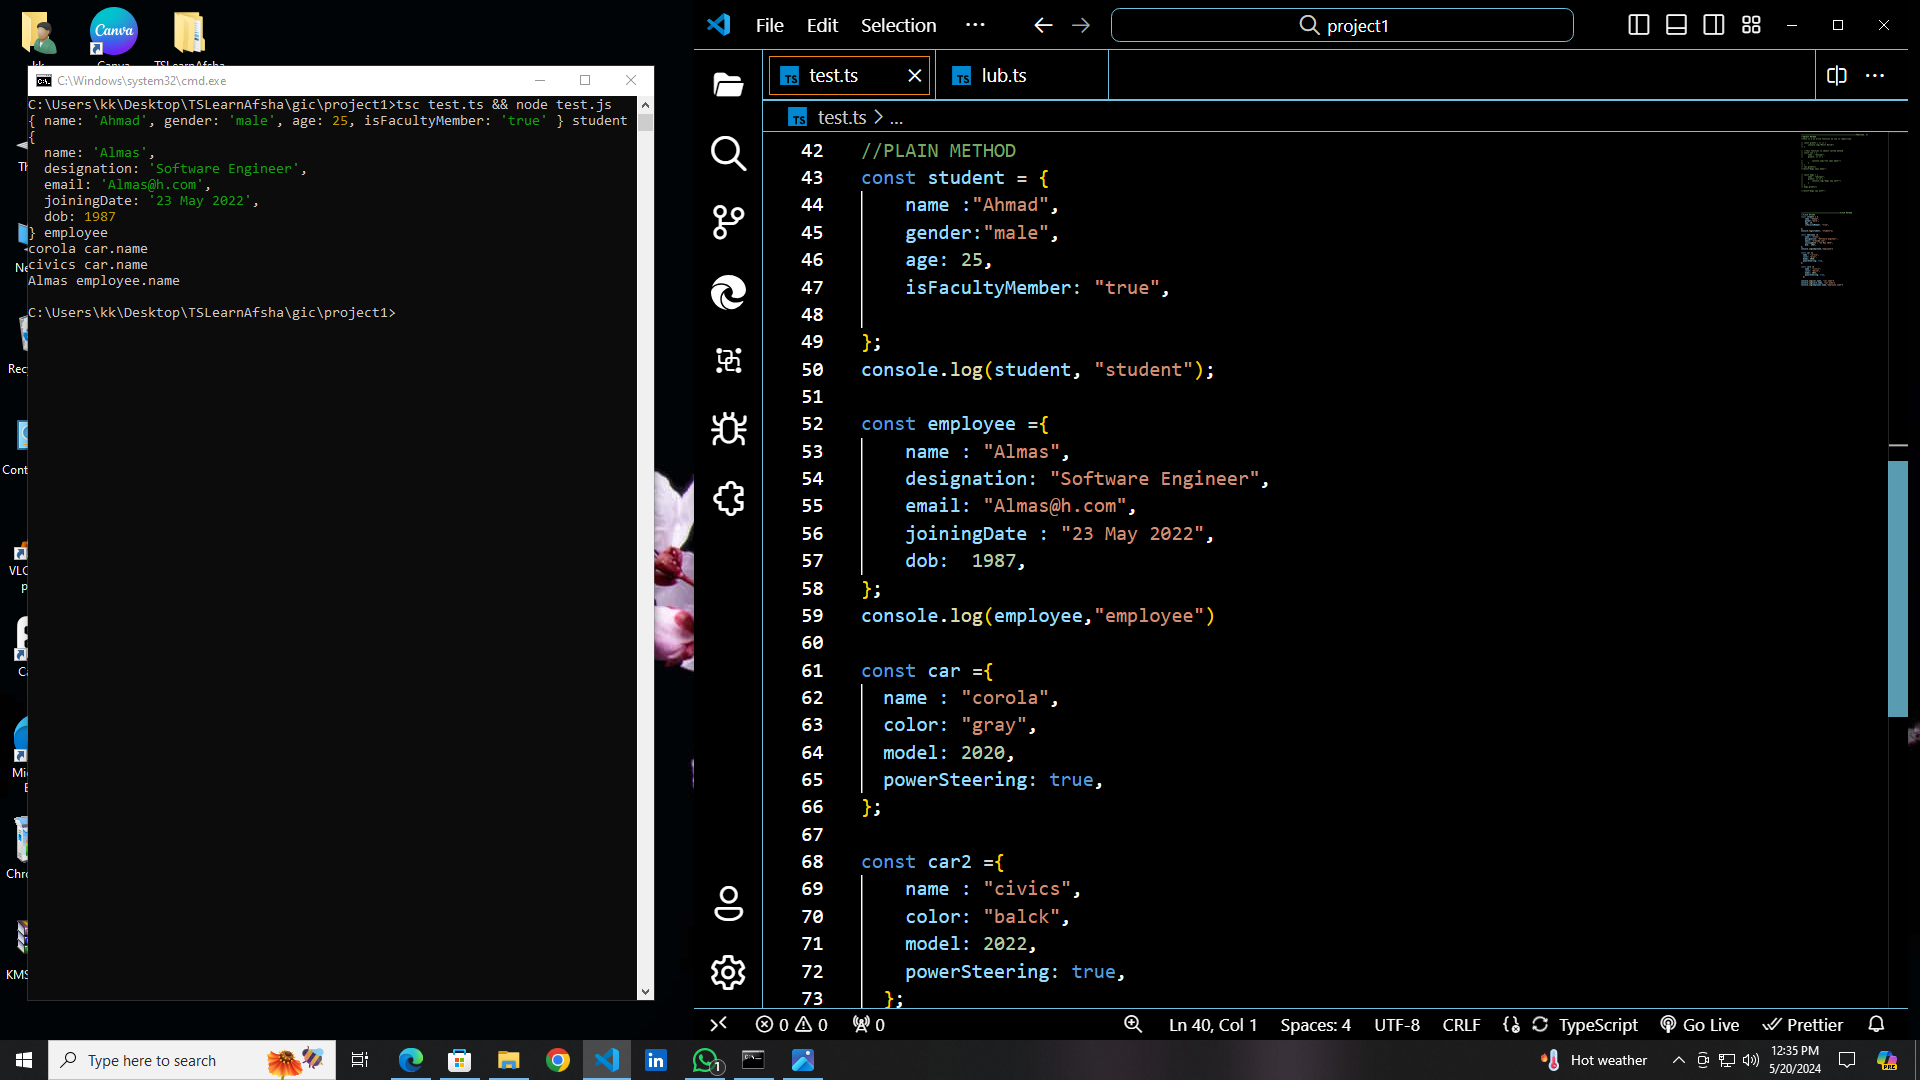 Canva
C:\Windows\system32\cmd.exe
C:\Users\kk\Desktop\TSLearnAfsha\gic\project1>tsc test.ts && node test.js
{ name: 'Ahmad', gender: 'male', age: 25, isFacultyMember: 'true' } student
{
  name: 'Almas',
  designation: 'Software Engineer',
  email: 'Almas@h.com',
  joiningDate: '23 May 2022',
  dob: 1987
} employee
corola car.name
civics car.name
Almas employee.name
C:\Users\kk\Desktop\TSLearnAfsha\gic\project1>
File Edit Selection ···
project1
TS test.ts
TS lub.ts
TS test.ts > ...
42 //PLAIN METHOD
43 const student = {
44     name :"Ahmad",
45     gender:"male",
46     age: 25,
47     isFacultyMember: "true",
48
49 };
50 console.log(student, "student");
51
52 const employee ={
53     name : "Almas",
54     designation: "Software Engineer",
55     email: "Almas@h.com",
56     joiningDate : "23 May 2022",
57     dob:  1987,
58 };
59 console.log(employee,"employee")
60
61 const car ={
62   name : "corola",
63   color: "gray",
64   model: 2020,
65   powerSteering: true,
66 };
67
68 const car2 ={
69     name : "civics",
70     color: "balck",
71     model: 2022,
72     powerSteering: true,
73   };
0 0 0 Ln 40, Col 1 Spaces: 4 UTF-8 CRLF TypeScript Go Live Prettier
Type here to search
1
Hot weather
12:35 PM
5/20/2024